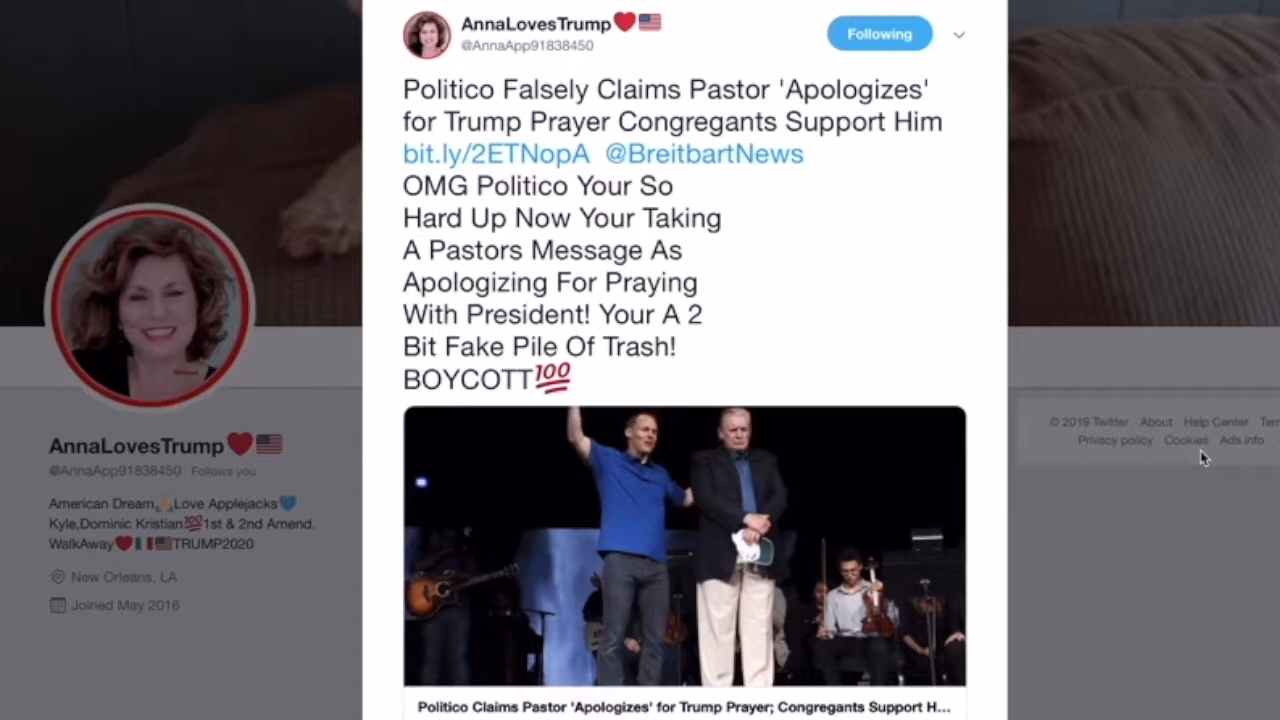 AnnaLovesTrump❤️🇺🇸
@AnnaApp91838450
Following
Politico Falsely Claims Pastor 'Apologizes'
for Trump Prayer Congregants Support Him
bit.ly/2ETNopA @BreitbartNews
OMG Politico Your So
Hard Up Now Your Taking
A Pastors Message As
Apologizing For Praying
With President! Your A 2
Bit Fake Pile Of Trash!
BOYCOTT💯
Politico Claims Pastor 'Apologizes' for Trump Prayer; Congregants Support H...
AnnaLovesTrump❤️🇺🇸
@AnnaApp91838450 Follows you
American Dream🙏Love Applejacks💙
Kyle,Dominic Kristian💯1st & 2nd Amend.
WalkAway❤️🇮🇹🇺🇸TRUMP2020
New Orleans, LA
Joined May 2016
© 2019 Twitter About Help Center
Privacy policy Cookies Ads info